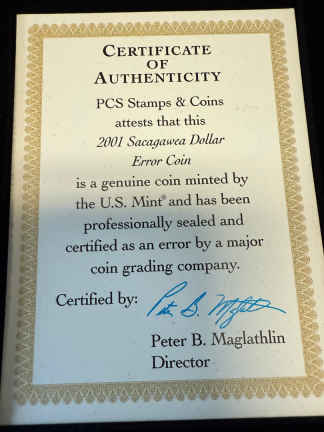 CERTIFICATE
OF
AUTHENTICITY
PCS Stamps & Coins
attests that this
2001 Sacagawea Dollar
Error Coin
is a genuine coin minted by
the U.S. Mint® and has been
professionally sealed and
certified as an error by a major
coin grading company.
Certified by: Peter B. Maglathlin
Peter B. Maglathlin
Director